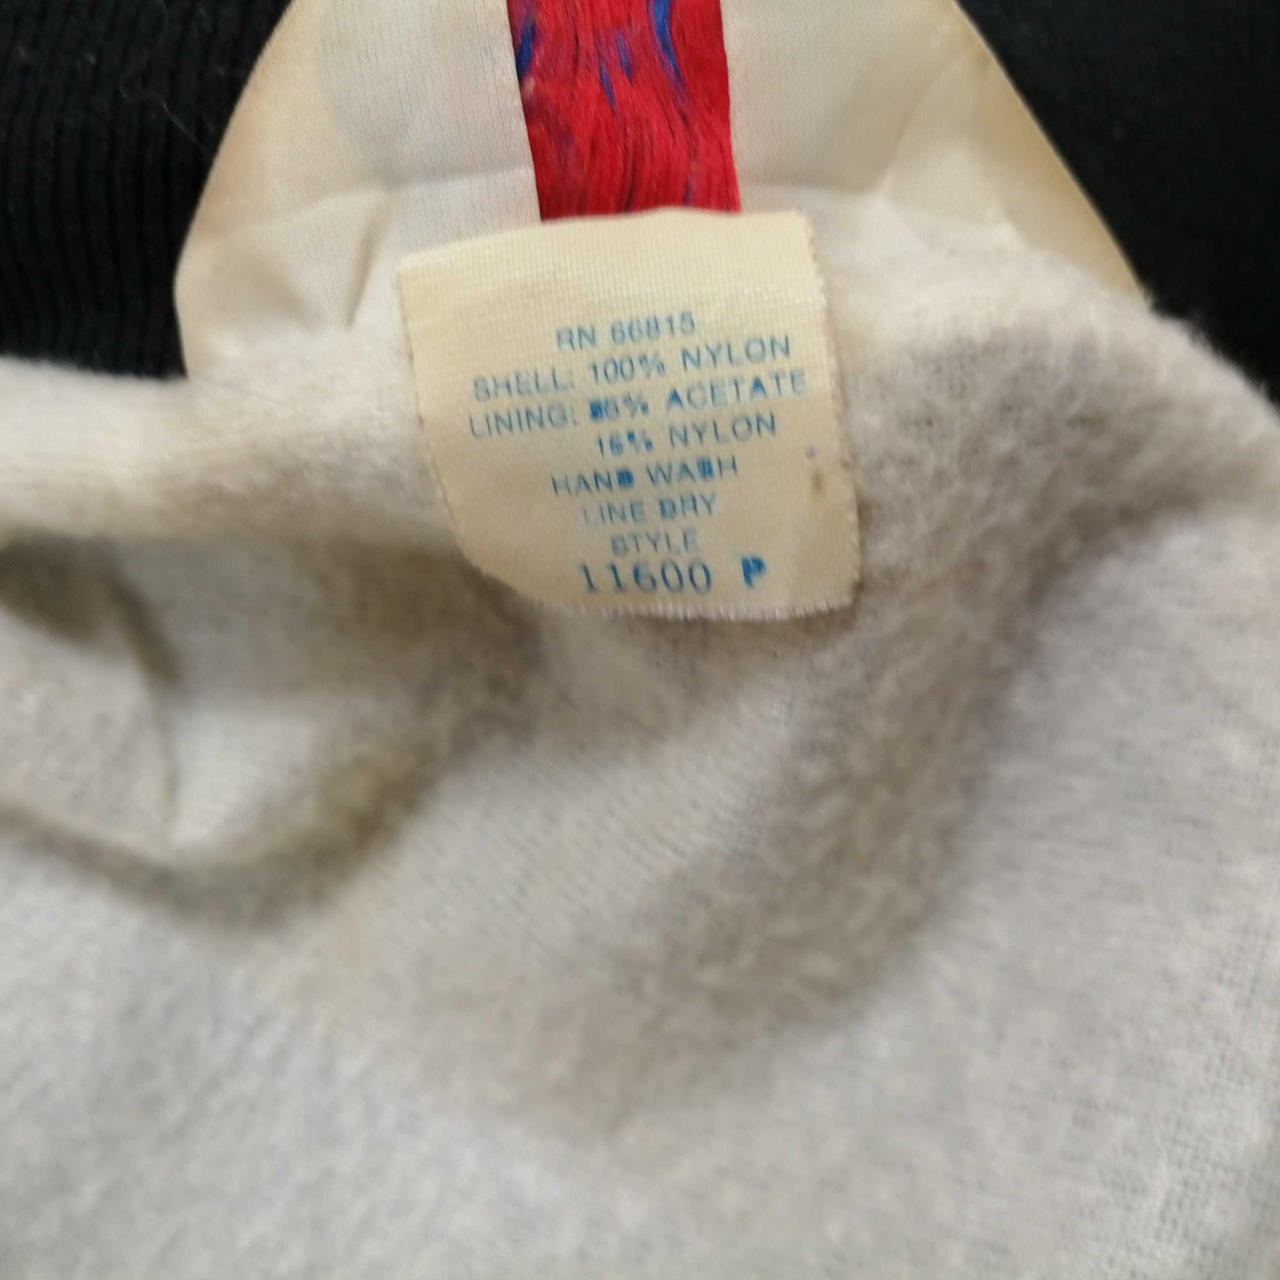 RN 66815
SHELL: 100% NYLON
LINING: 85% ACETATE
15% NYLON
HAND WASH
LINE DRY
STYLE
11600 P